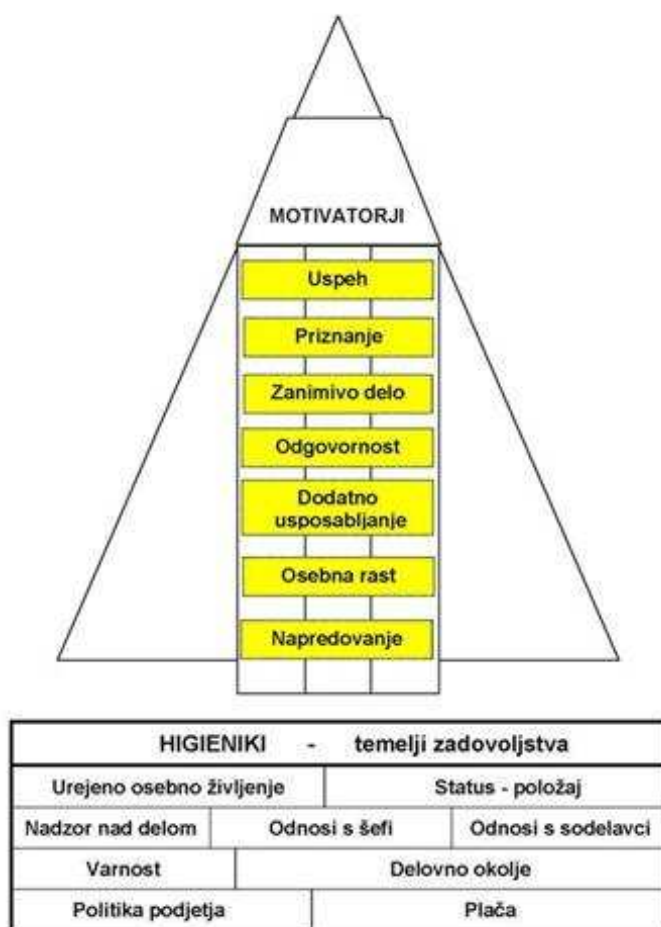 MOTIVATORJI
Uspeh
Priznanje
Zanimivo delo
Odgovornost
Dodatno
usposabljanje
Osebna rast
Napredovanje
HIGIENIKI - temelji zadovoljstva
Urejeno osebno življenje Status - položaj
Nadzor nad delom Odnosi s šefi Odnosi s sodelavci
Varnost Delovno okolje
Politika podjetja Plača